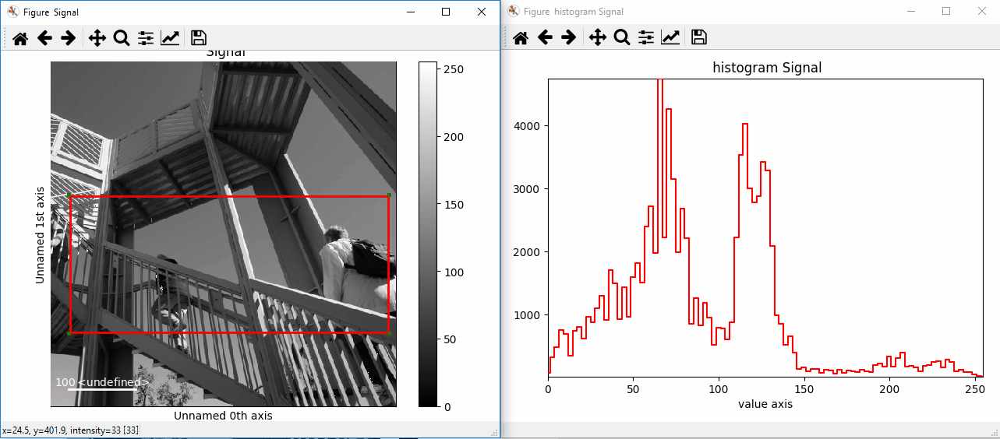 Figure Signal
Signal
250
200
150
100
50
0
Unnamed 1st axis
100 <undefined>
Unnamed 0th axis
x=24.5, y=401.9, intensity=33 [33]
Figure histogram Signal
histogram Signal
4000
3000
2000
1000
0
50
100
150
200
250
value axis